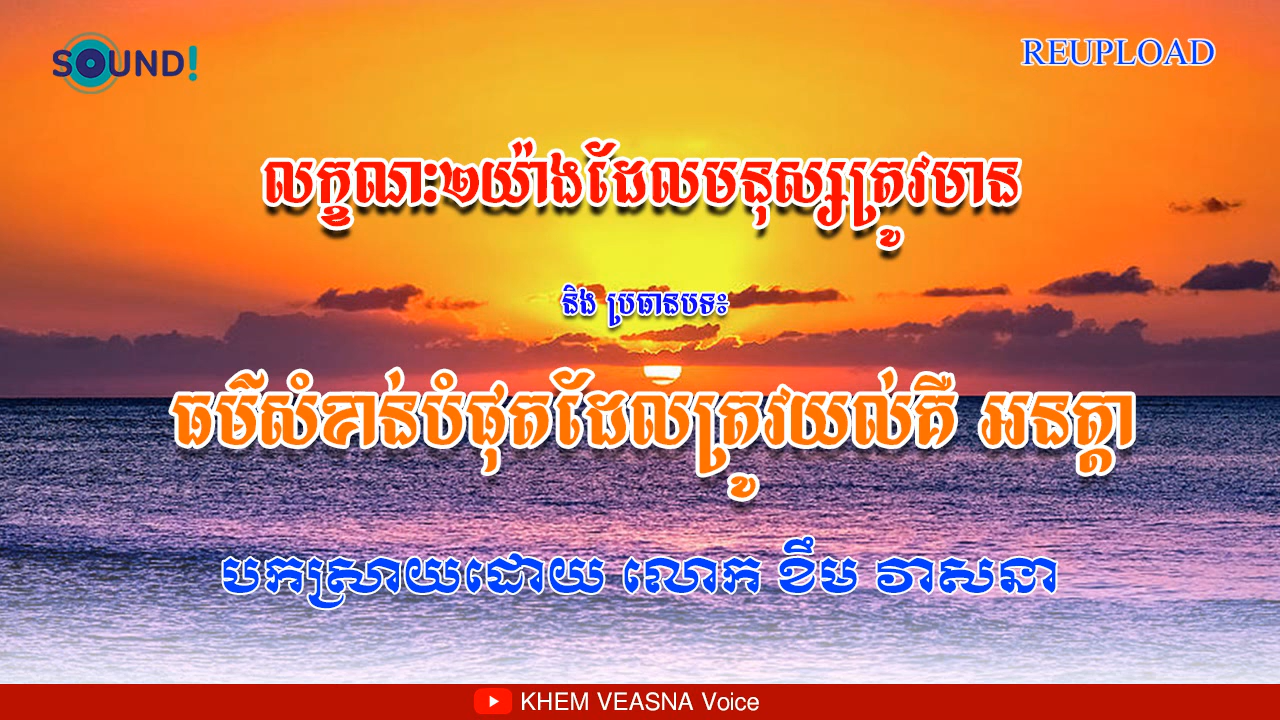 SOUND!
REUPLOAD
លក្ខណៈ២យ៉ាងដែលមនុស្សត្រូវមាន
និង ប្រធានបទ៖
ធម៌សំខាន់បំផុតដែលត្រូវយល់គឺ អនត្តា
បកស្រាយដោយ លោក ខឹម វាសនា
KHEM VEASNA Voice